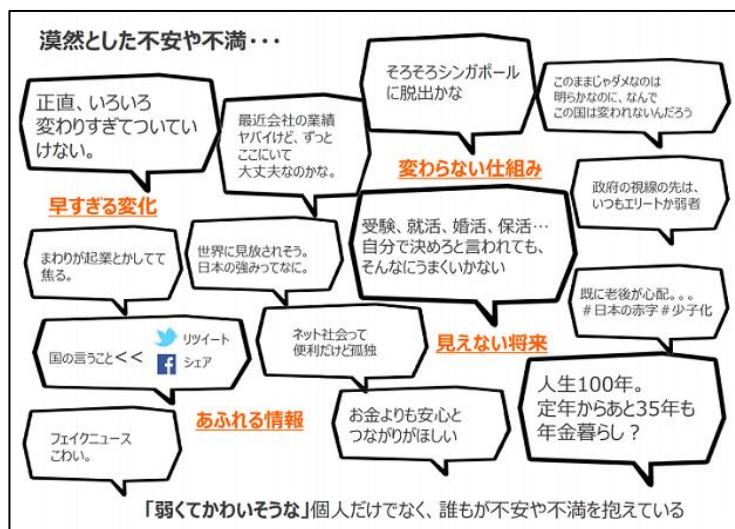 漠然とした不安や不満･･･
正直、いろいろ
変わりすぎてついてい
けない。
最近会社の業績
ヤバイけど、ずっと
ここにいて
大丈夫なのかな。
そろそろシンガポール
に脱出かな
このままじゃダメなのは
明らかなのに、なんで
この国は変われないんだろう
早すぎる変化
変わらない仕組み
政府の視線の先は、
いつもエリートか弱者
まわりが起業とかしてて
焦る。
世界に見放されそう。
日本の強みってなに。
受験、就活、婚活、保活…
自分で決めろと言われても、
そんなにうまくいかない
既に老後が心配。。。
＃日本の赤字＃少子化
国の言うこと＜＜
リツイート
シェア
ネット社会って
便利だけど孤独
見えない将来
あふれる情報
フェイクニュース
こわい。
お金よりも安心と
つながりがほしい
人生100年。
定年からあと35年も
年金暮らし？
「弱くてかわいそうな」個人だけでなく、誰もが不安や不満を抱えている